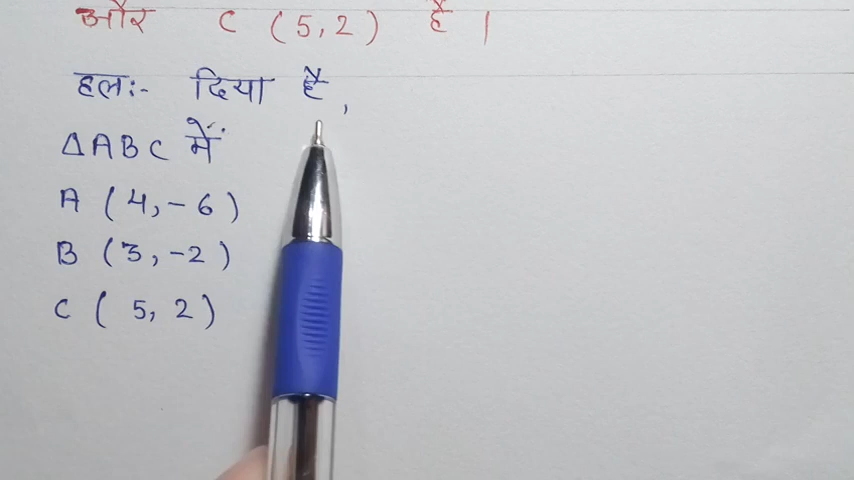 और C (5,2) है ।
हलः- दिया है,
ΔABC में
A (4,-6)
B (3,-2)
C (5,2)